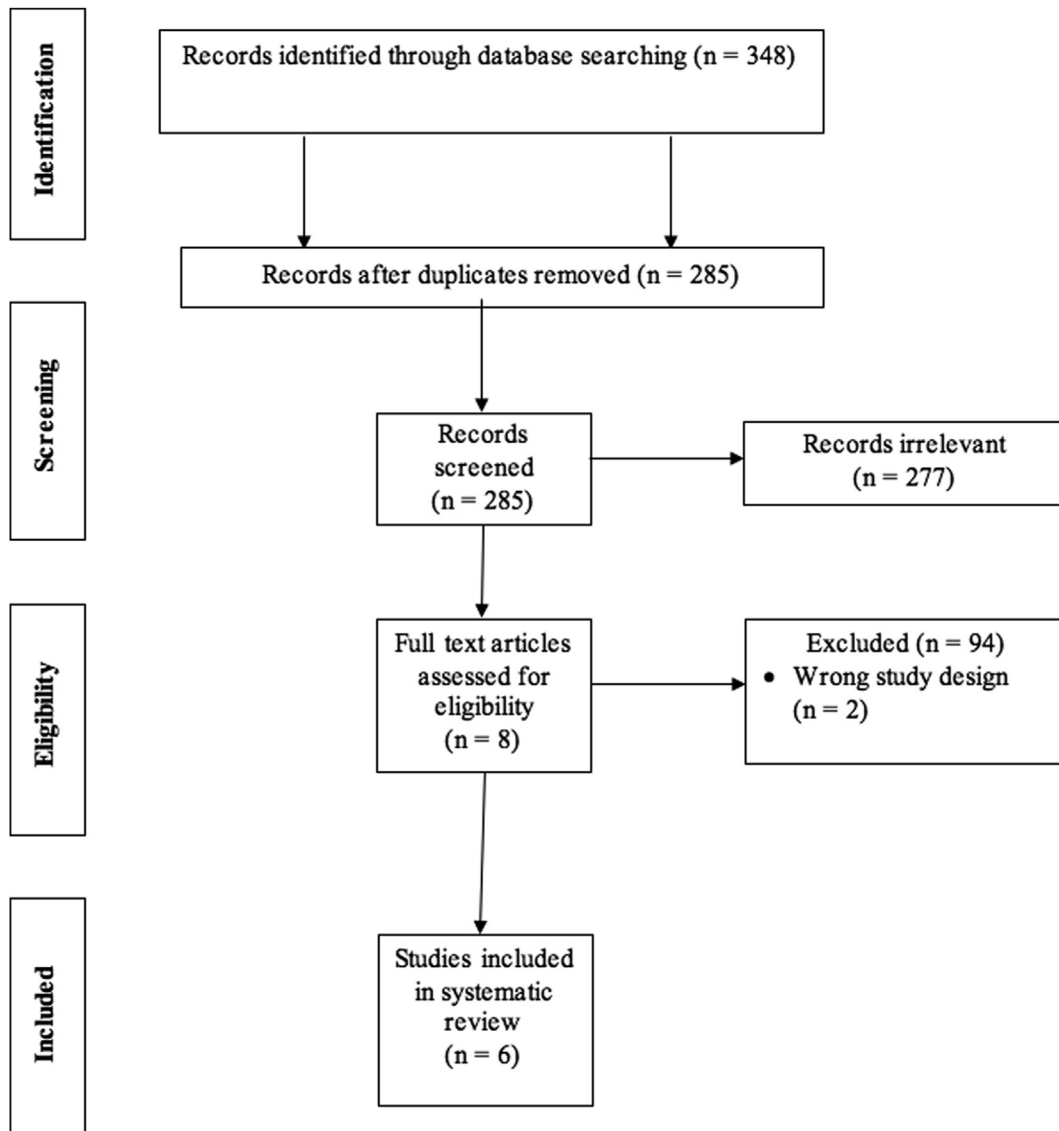 Identification
Records identified through database searching (n = 348)
Records after duplicates removed (n = 285)
Screening
Records
screened
(n = 285)
Records irrelevant
(n = 277)
Eligibility
Full text articles
assessed for
eligibility
(n = 8)
Excluded (n = 94)
• Wrong study design
(n = 2)
Included
Studies included
in systematic
review
(n = 6)